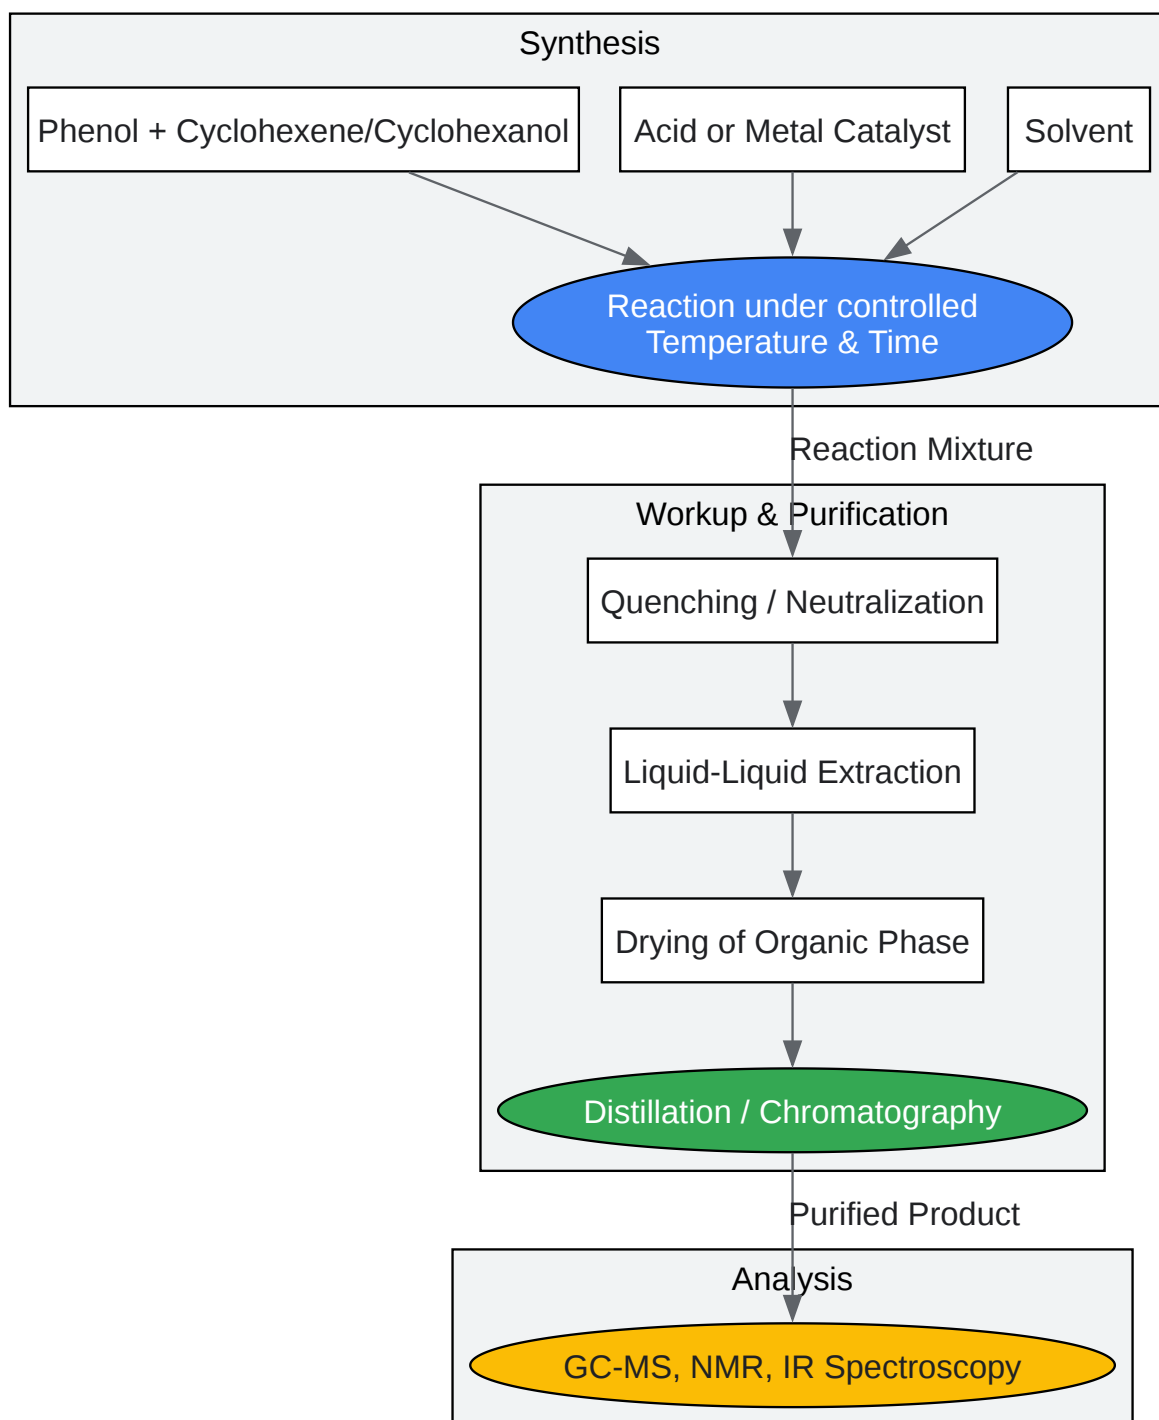 Synthesis
Phenol + Cyclohexene/Cyclohexanol
Acid or Metal Catalyst
Solvent
Reaction under controlled
Temperature & Time
Reaction Mixture
Workup & Purification
Quenching / Neutralization
Liquid-Liquid Extraction
Drying of Organic Phase
Distillation / Chromatography
Purified Product
Analysis
GC-MS, NMR, IR Spectroscopy